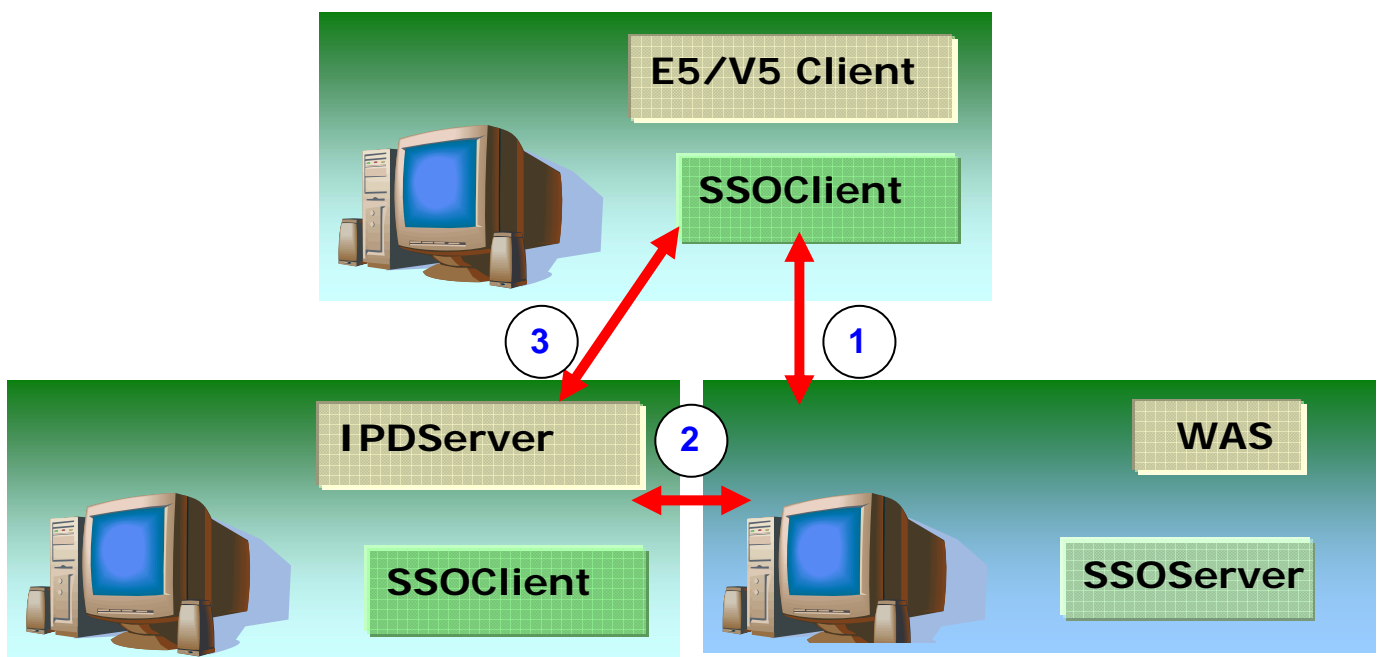 E5/V5 Client
SSOClient
3
1
IPDServer
2
WAS
SSOClient
SSOServer